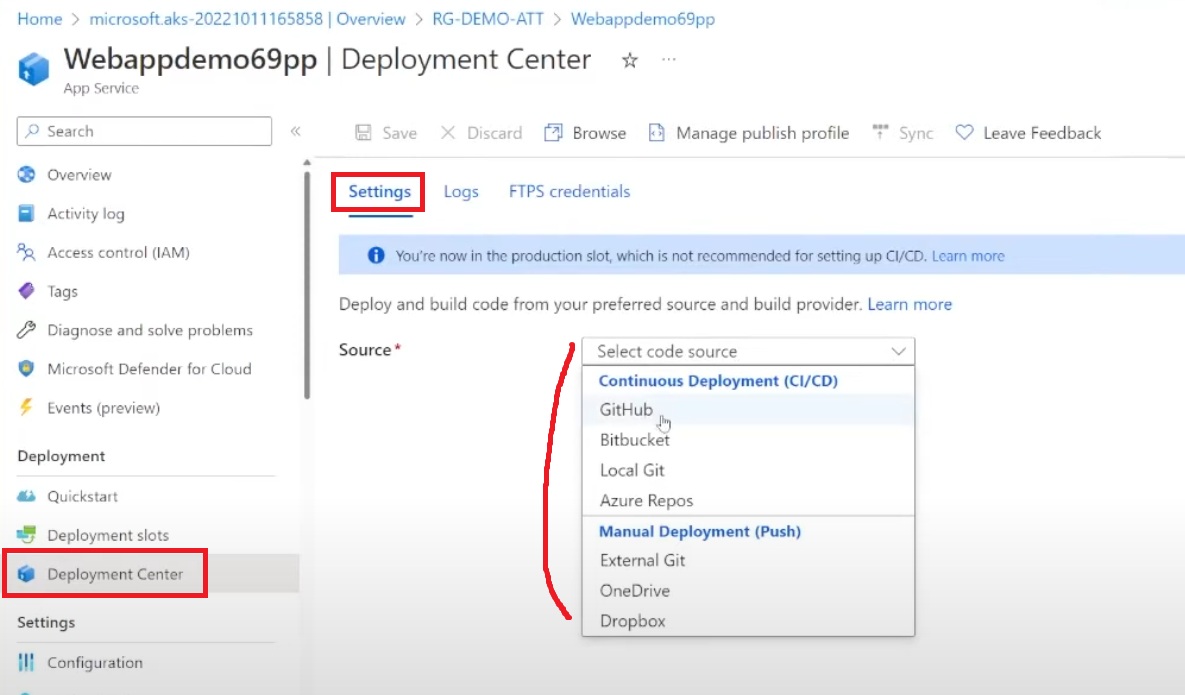 Home > microsoft.aks-20221011165858 | Overview > RG-DEMO-ATT > Webappdemo69pp
Webappdemo69pp | Deployment Center ☆ ...
App Service
Search «
Save Discard Browse Manage publish profile Sync Leave Feedback
Overview
Activity log
Access control (IAM)
Tags
Diagnose and solve problems
Microsoft Defender for Cloud
Events (preview)
Deployment
Quickstart
Deployment slots
Deployment Center
Settings
Configuration
Settings Logs FTPS credentials
You're now in the production slot, which is not recommended for setting up CI/CD. Learn more
Deploy and build code from your preferred source and build provider. Learn more
Source* Select code source
Continuous Deployment (CI/CD)
GitHub
Bitbucket
Local Git
Azure Repos
Manual Deployment (Push)
External Git
OneDrive
Dropbox